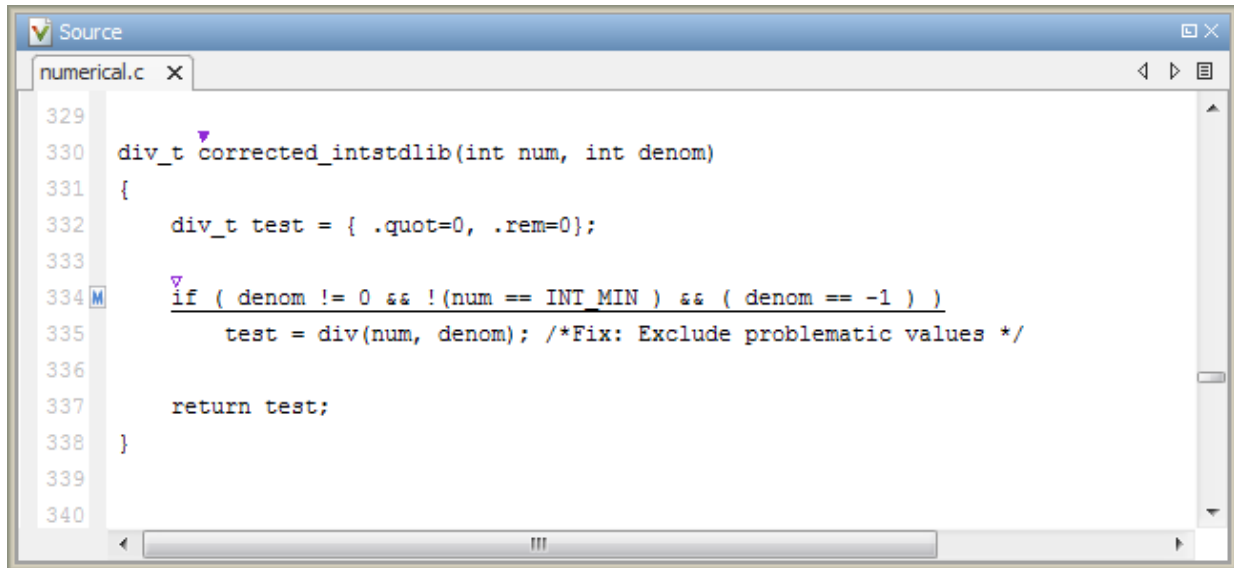 Source
numerical.c
329
330 div_t corrected_intstdlib(int num, int denom)
331 {
332 div_t test = { .quot=0, .rem=0};
333
334 M if ( denom != 0 && !(num == INT_MIN ) && ( denom == -1 ) )
335 test = div(num, denom); /*Fix: Exclude problematic values */
336
337 return test;
338 }
339
340